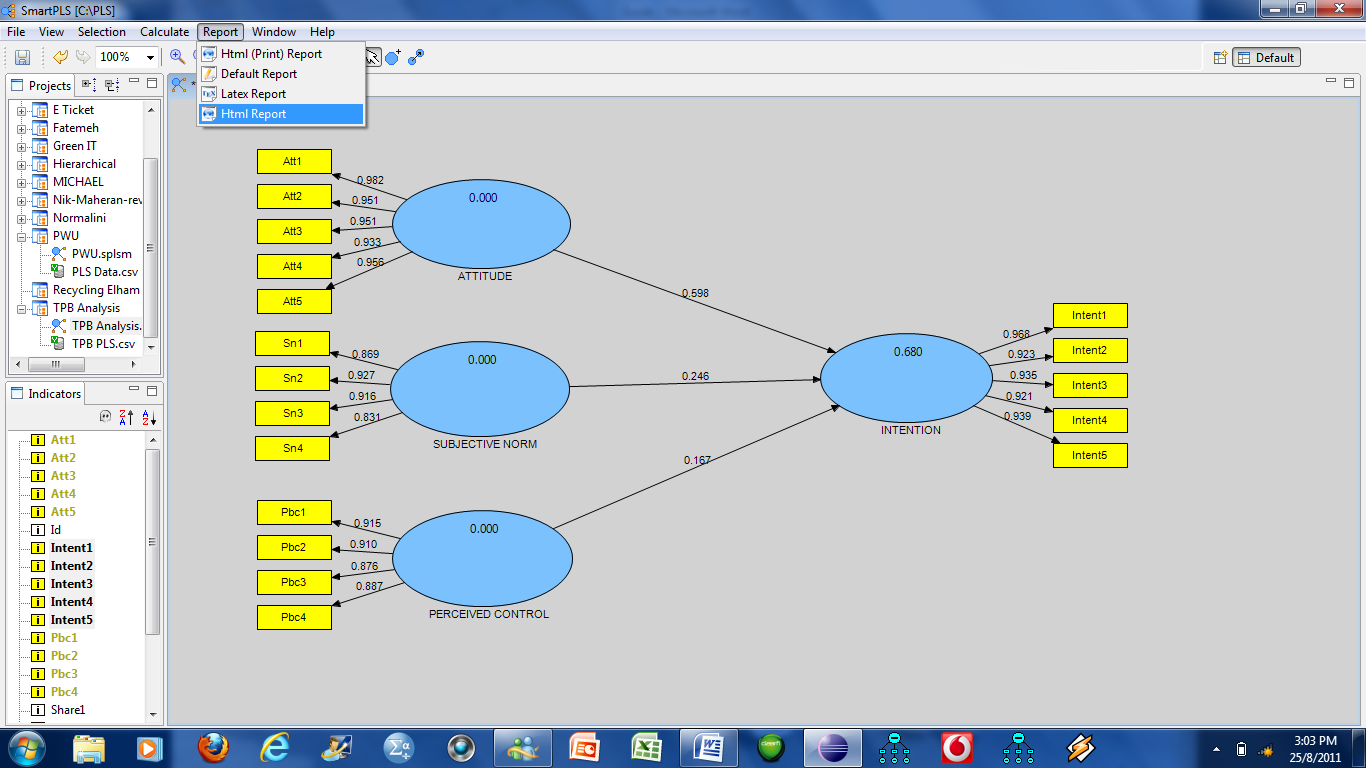 SmartPLS [C:\PLS]
File View Selection Calculate Report Window Help
100%
Default
Html (Print) Report
Default Report
Latex Report
Html Report
Projects
E Ticket
Fatemeh
Green IT
Hierarchical
MICHAEL
Nik-Maheran-rev
Normalini
PWU
PWU.splsm
PLS Data.csv
Recycling Elham
TPB Analysis
TPB Analysis.
TPB PLS.csv
Indicators
Att1
Att2
Att3
Att4
Att5
Id
Intent1
Intent2
Intent3
Intent4
Intent5
Pbc1
Pbc2
Pbc3
Pbc4
Share1
Att1
Att2
Att3
Att4
Att5
0.982
0.951
0.951
0.933
0.956
0.000
ATTITUDE
Sn1
Sn2
Sn3
Sn4
0.869
0.927
0.916
0.831
0.000
SUBJECTIVE NORM
Pbc1
Pbc2
Pbc3
Pbc4
0.915
0.910
0.876
0.887
0.000
PERCEIVED CONTROL
0.598
0.246
0.167
0.680
INTENTION
0.968
0.923
0.935
0.921
0.939
Intent1
Intent2
Intent3
Intent4
Intent5
3:03 PM
25/8/2011